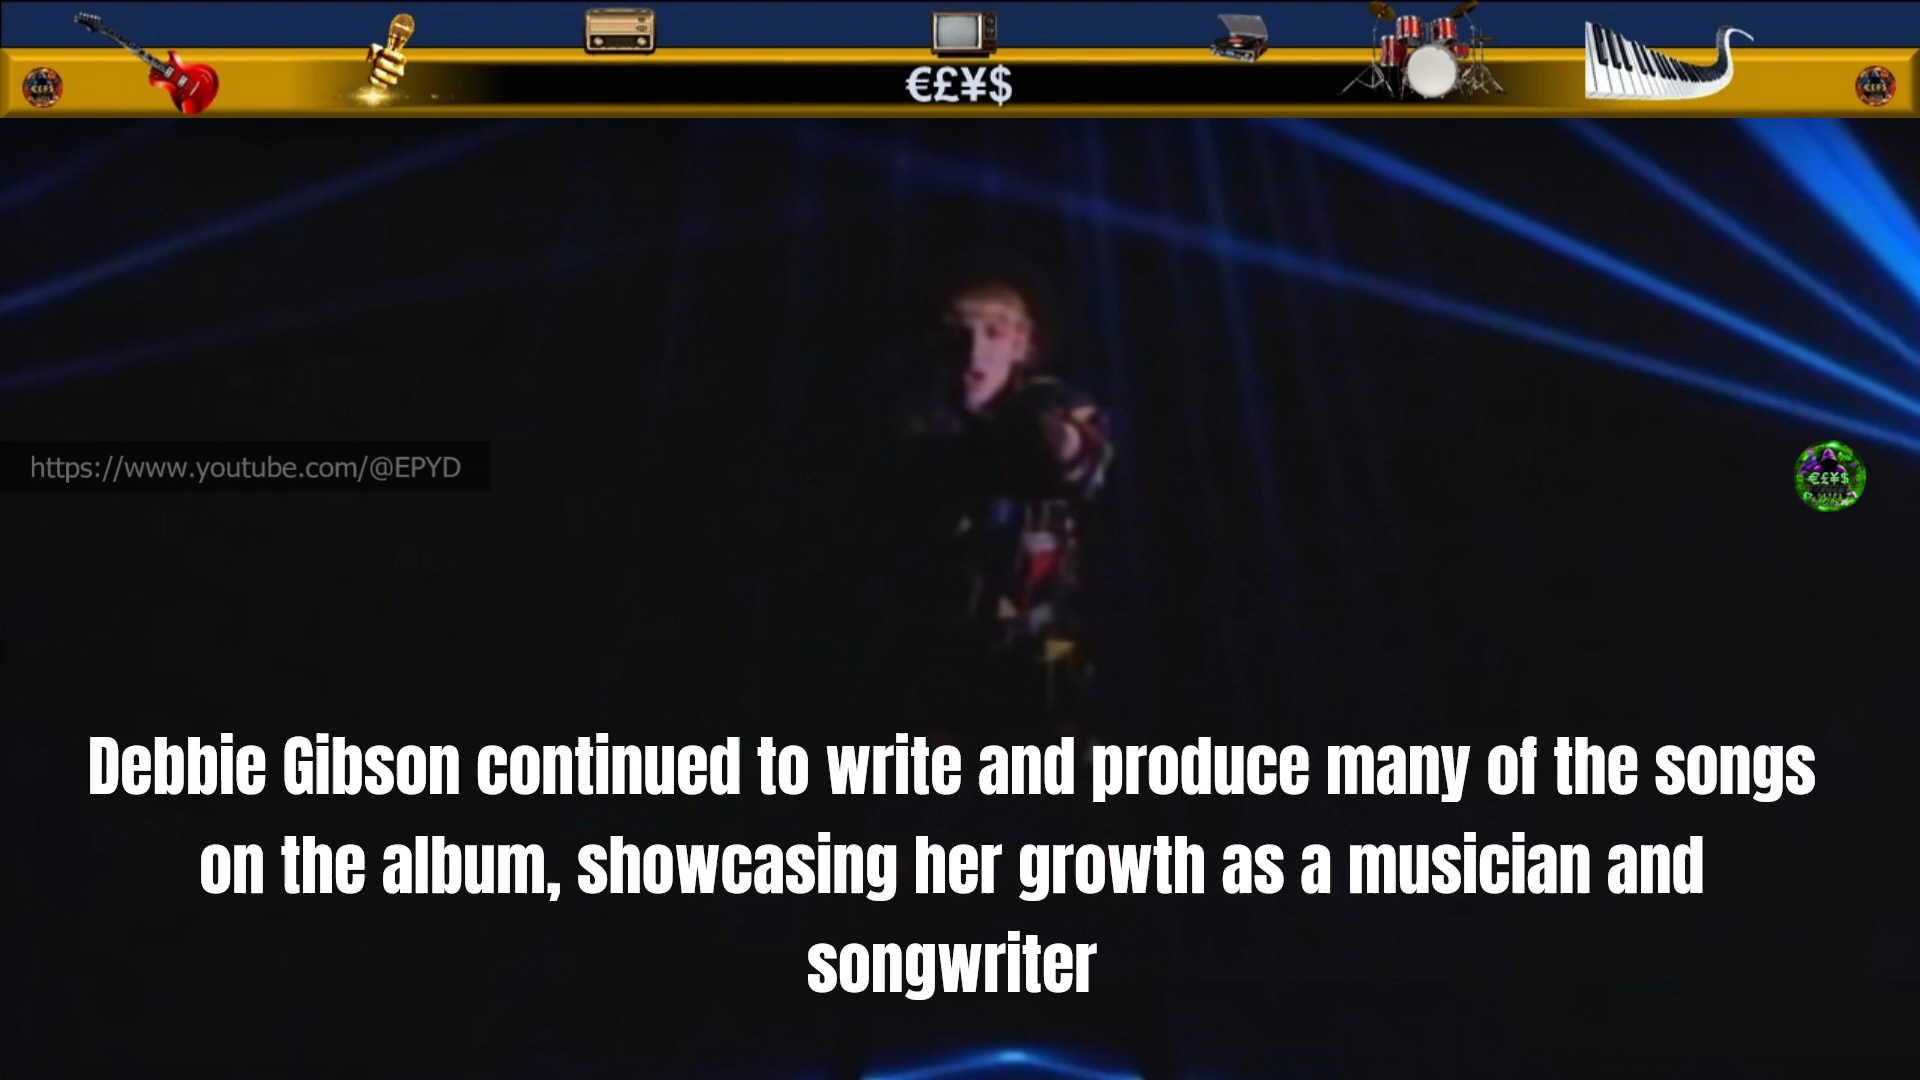 €£¥$
https://www.youtube.com/@EPYD
€£¥$
Debbie Gibson continued to write and produce many of the songs
on the album, showcasing her growth as a musician and
songwriter